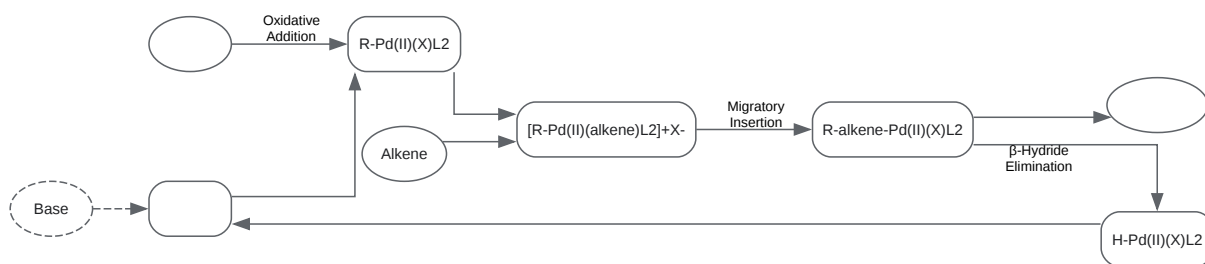 Oxidative
Addition
R-Pd(II)(X)L2
[R-Pd(II)(alkene)L2]+X-
Migratory
Insertion
R-alkene-Pd(II)(X)L2
Alkene
β-Hydride
Elimination
Base
H-Pd(II)(X)L2